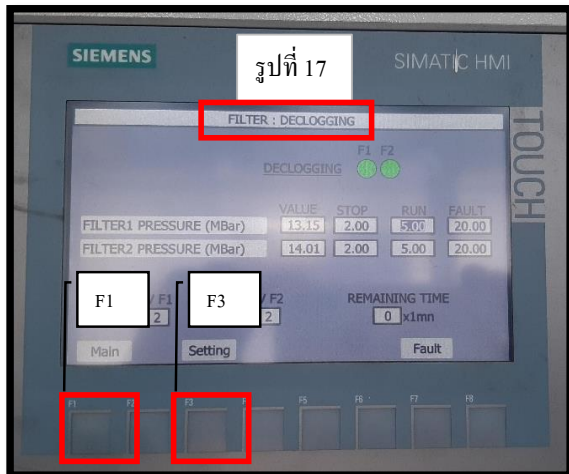 SIEMENS
รูปที่ 17
SIMATIC HMI
TOUCH
FILTER : DECLOGGING
F1 F2
DECLOGGING
VALUE STOP RUN FAULT
FILTER1 PRESSURE (MBar) 13.15 2.00 5.00 20.00
FILTER2 PRESSURE (MBar) 14.01 2.00 5.00 20.00
F1
F3
/ F1
/ F2
REMAINING TIME
2
2
0 x1mn
Main
Setting
Fault
F1 F2 F3 F5 F6 F7 F8